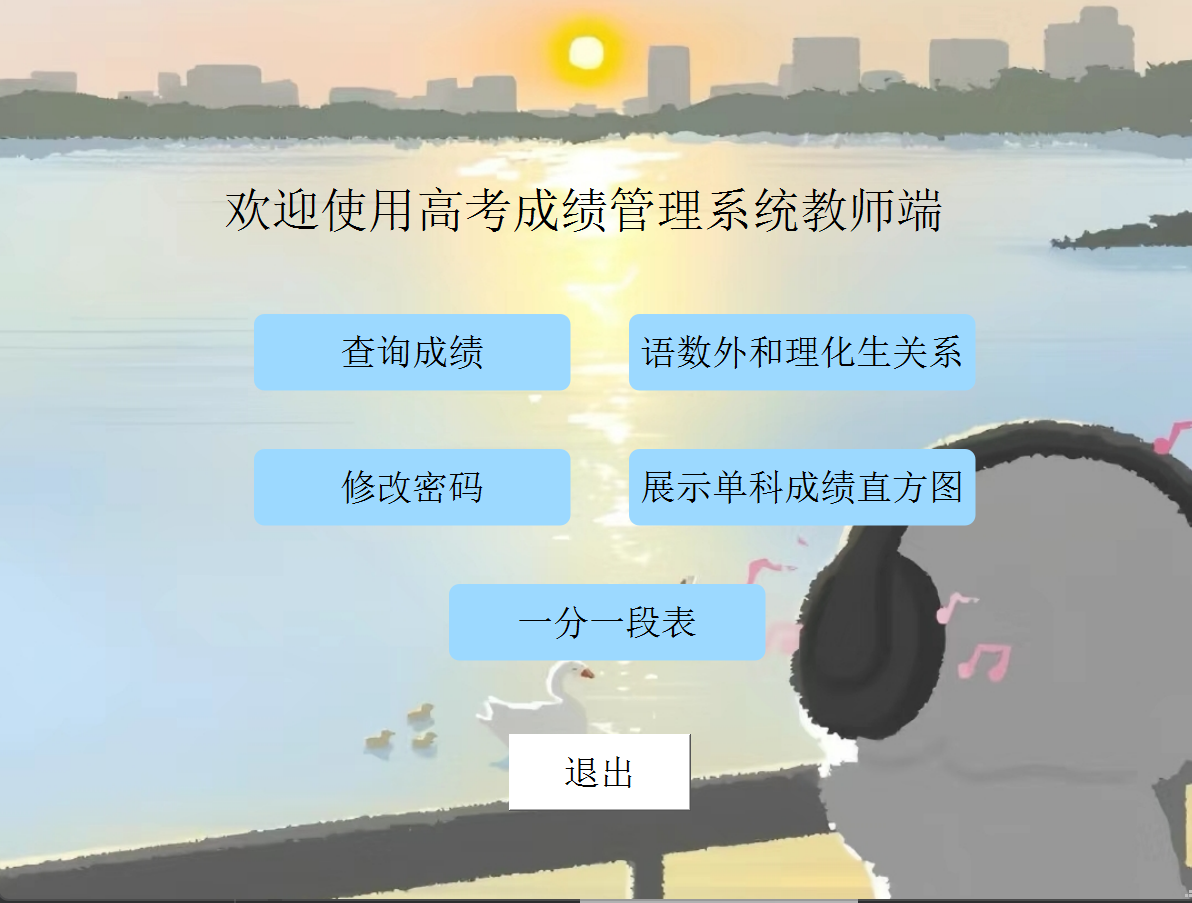 欢迎使用高考成绩管理系统教师端
查询成绩
语数外和理化生关系
修改密码
展示单科成绩直方图
一分一段表
退出